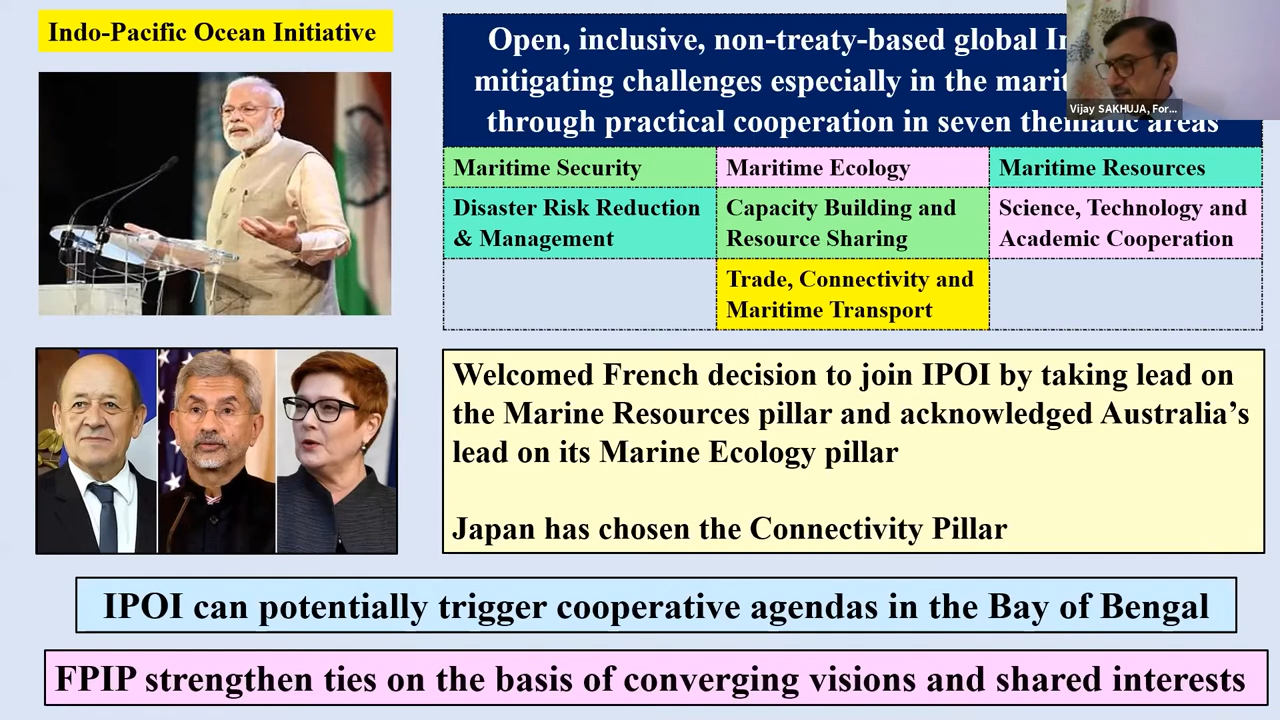 Indo-Pacific Ocean Initiative
Open, inclusive, non-treaty-based global
mitigating challenges especially in the
through practical cooperation in seven thematic areas
Vijay SAKHUJA, For...
Maritime Security
Maritime Ecology
Maritime Resources
Disaster Risk Reduction
& Management
Capacity Building and
Resource Sharing
Science, Technology and
Academic Cooperation
Trade, Connectivity and
Maritime Transport
Welcomed French decision to join IPOI by taking lead on
the Marine Resources pillar and acknowledged Australia’s
lead on its Marine Ecology pillar
Japan has chosen the Connectivity Pillar
IPOI can potentially trigger cooperative agendas in the Bay of Bengal
FPIP strengthen ties on the basis of converging visions and shared interests